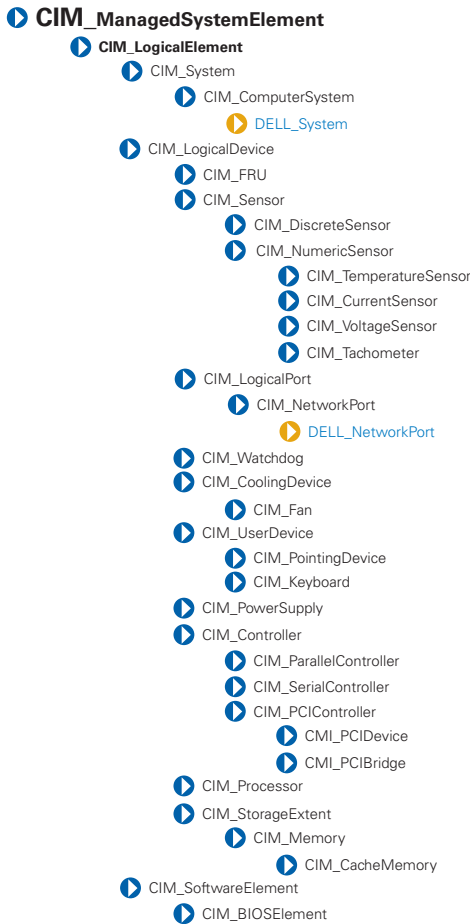 CIM_ManagedSystemElement
CIM_LogicalElement
CIM_System
CIM_ComputerSystem
DELL_System
CIM_LogicalDevice
CIM_FRU
CIM_Sensor
CIM_DiscreteSensor
CIM_NumericSensor
CIM_TemperatureSensor
CIM_CurrentSensor
CIM_VoltageSensor
CIM_Tachometer
CIM_LogicalPort
CIM_NetworkPort
DELL_NetworkPort
CIM_Watchdog
CIM_CoolingDevice
CIM_Fan
CIM_UserDevice
CIM_PointingDevice
CIM_Keyboard
CIM_PowerSupply
CIM_Controller
CIM_ParallelController
CIM_SerialController
CIM_PCIController
CMI_PCIDevice
CMI_PCIBridge
CIM_Processor
CIM_StorageExtent
CIM_Memory
CIM_CacheMemory
CIM_SoftwareElement
CIM_BIOSElement